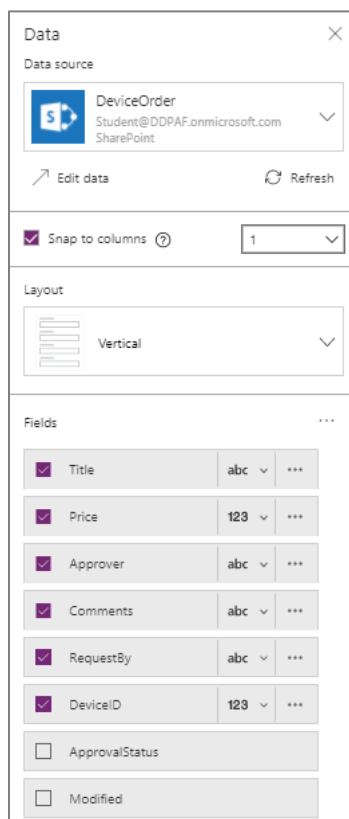 Data
Data source
DeviceOrder
Student@DDPAF.onmicrosoft.com
SharePoint
Edit data Refresh
Snap to columns ? 1
Layout
Vertical
Fields ...
Title abc ...
Price 123 ...
Approver abc ...
Comments abc ...
RequestBy abc ...
DeviceID 123 ...
ApprovalStatus
Modified